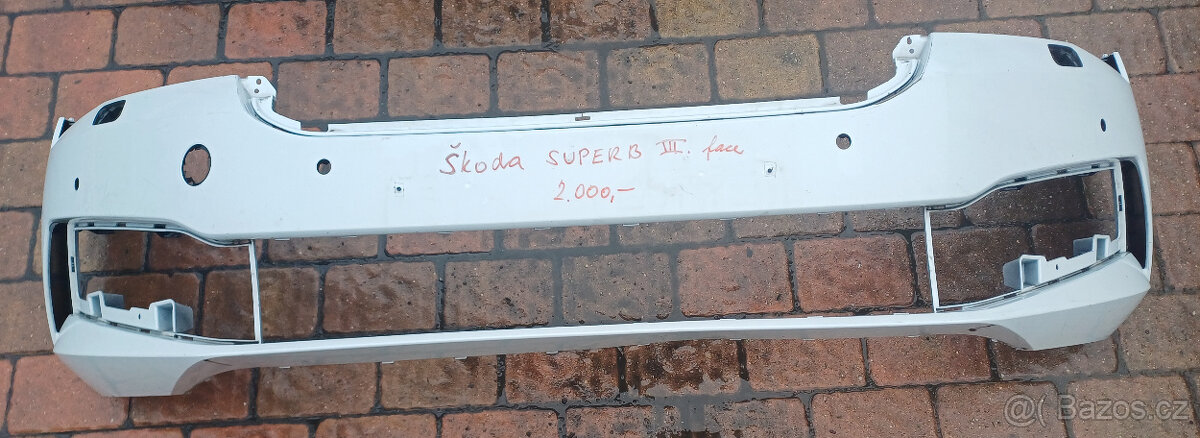 Škoda SUPERB III. face
2.000,-
@ Bazos.cz